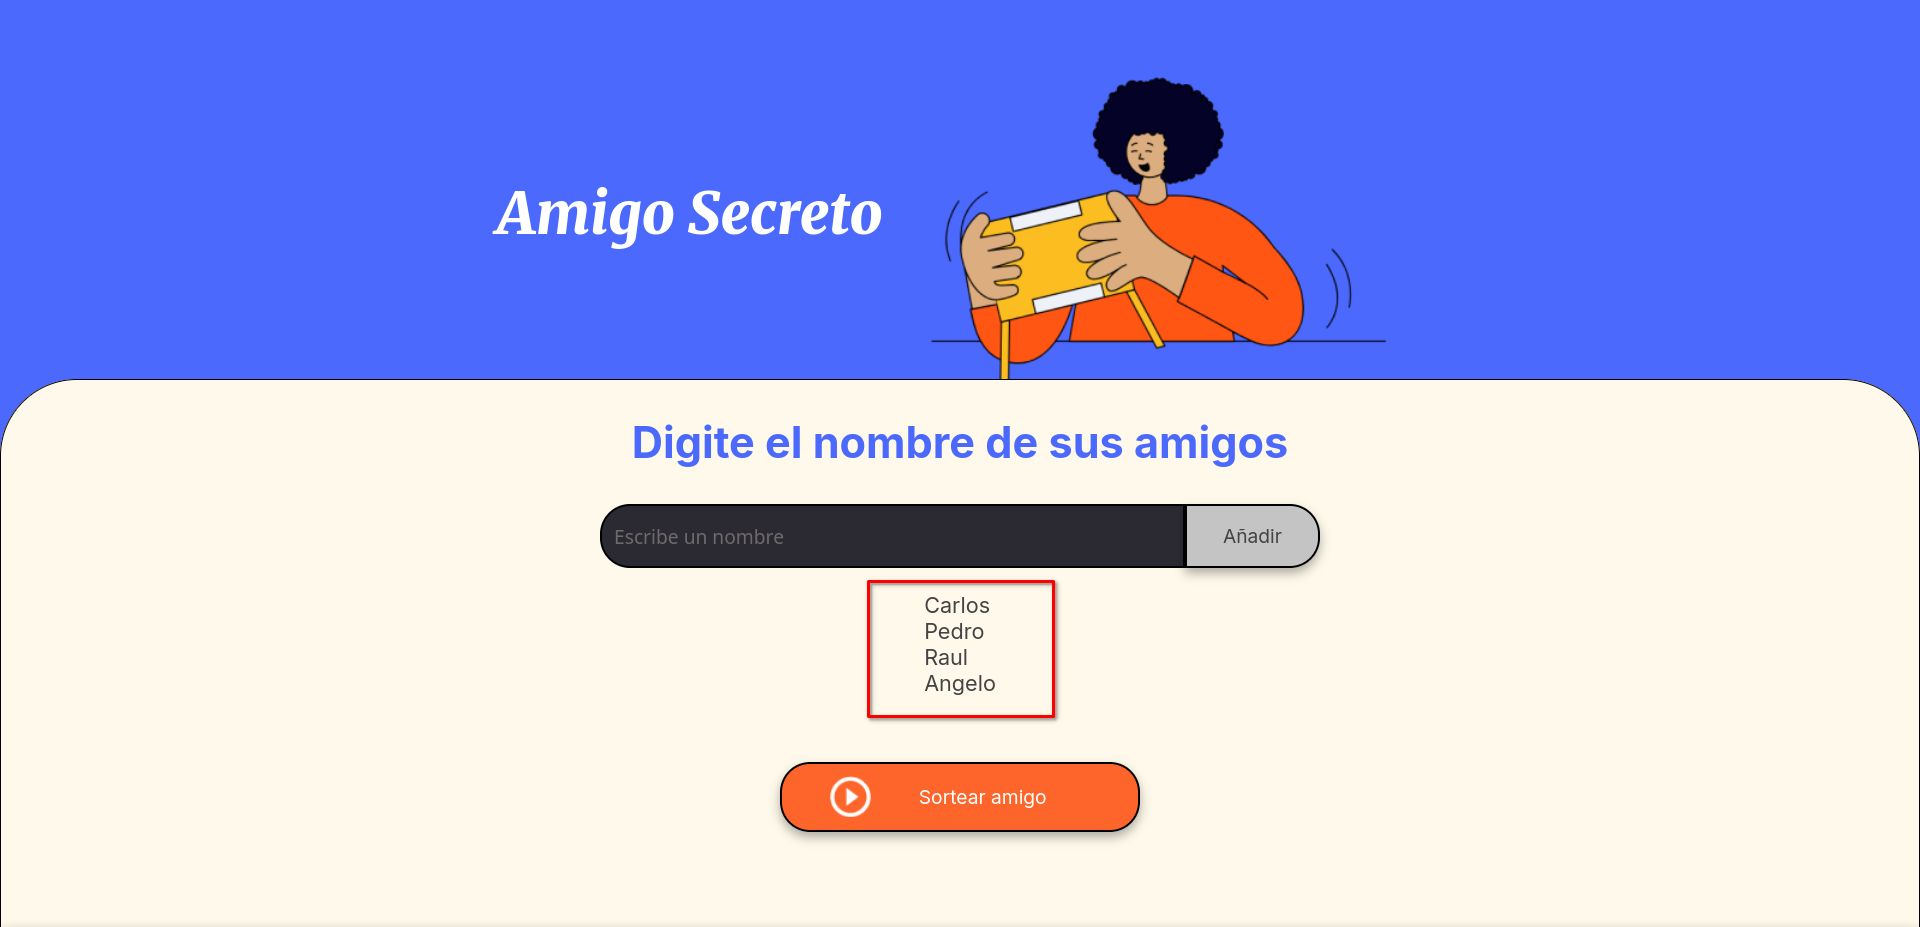 Amigo Secreto
Digite el nombre de sus amigos
Escribe un nombre
Añadir
Carlos
Pedro
Raul
Angelo
Sortear amigo